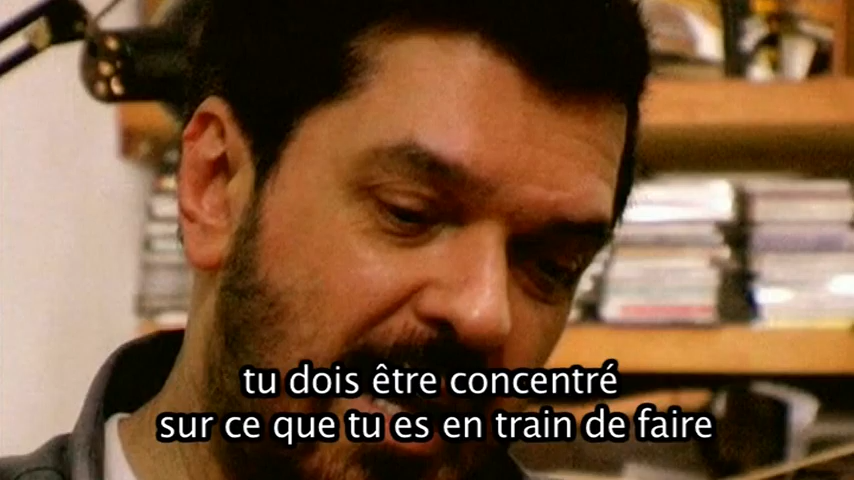 tu dois être concentré
sur ce que tu es en train de faire